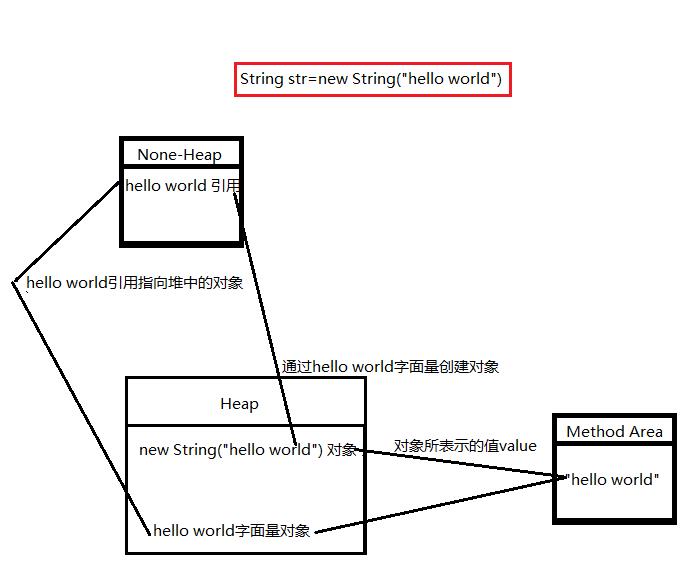 String str=new String("hello world")
None-Heap
hello world 引用
hello world引用指向堆中的对象
通过hello world字面量创建对象
Heap
new String("hello world") 对象
对象所表示的值value
Method Area
"hello world"
hello world字面量对象